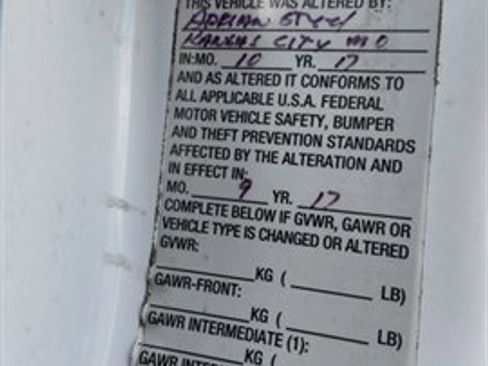 THIS VEHICLE WAS ALTERED BY:
ADRIAN STEEL
KANSAS CITY MO
IN:MO. 10 YR. 17
AND AS ALTERED IT CONFORMS TO
ALL APPLICABLE U.S.A. FEDERAL
MOTOR VEHICLE SAFETY, BUMPER
AND THEFT PREVENTION STANDARDS
AFFECTED BY THE ALTERATION AND
IN EFFECT IN:
MO. 9 YR. 17
COMPLETE BELOW IF GVWR, GAWR OR
VEHICLE TYPE IS CHANGED OR ALTERED
GVWR:
KG ( LB)
GAWR-FRONT:
KG ( LB)
GAWR INTERMEDIATE (1):
KG (
GAWR INTERMEDIATE